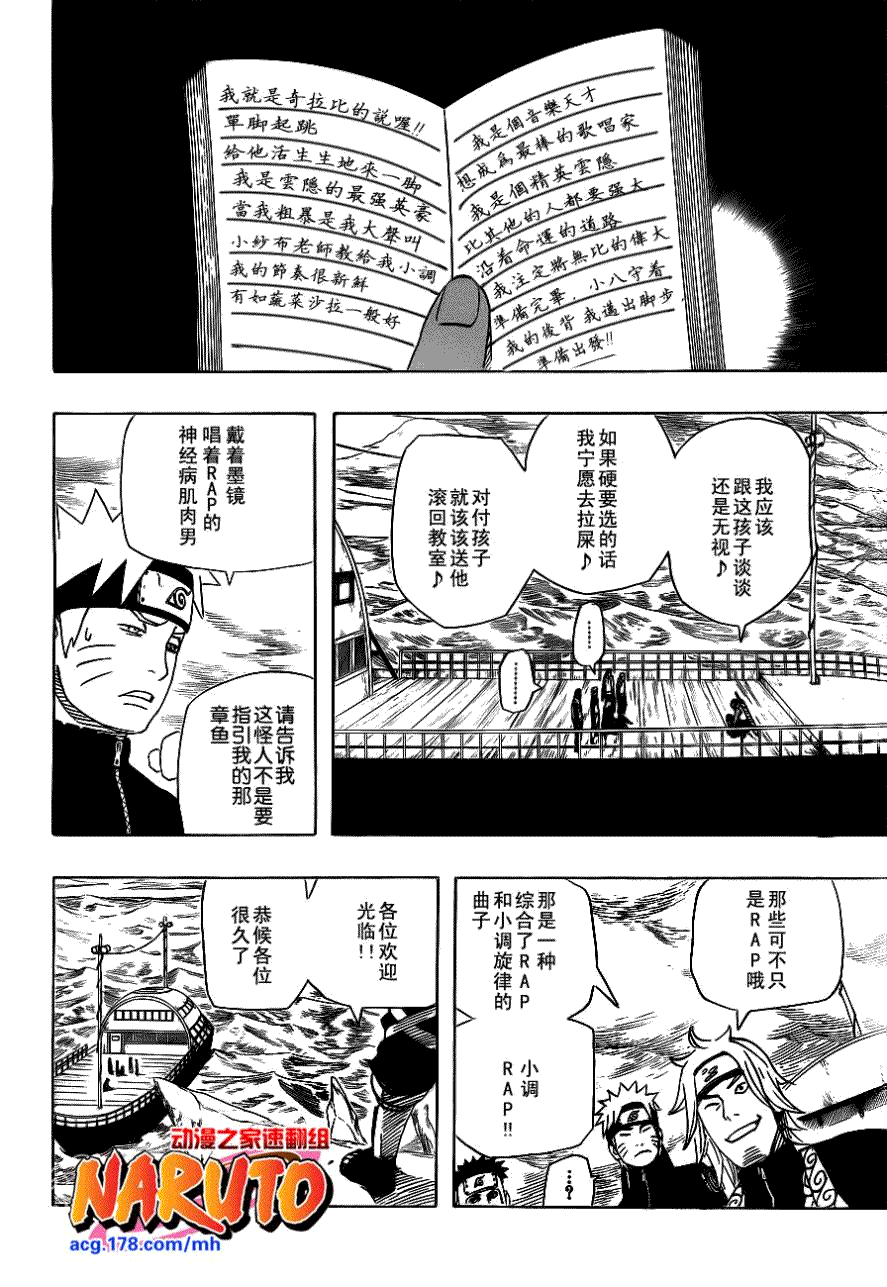 我就是奇拉比的說喔!!
單脚起跳
給他活生生地來一脚
我是雲隱的最强英豪
當我粗暴是我大聲叫
小紗布老師教給我小調
我的節奏很新鮮
有如蔬菜沙拉一般好
我是個音樂天才
想成爲最棒的歌唱家
我是個精英雲隱
比其他的人都要强大
沿着命運的道路
我注定將無比的偉大
準備完畢．小八守着
我的後背 我邁出脚步
準備出發!!
我应该
跟这孩子谈谈
还是无视♪
如果硬要选的话
我宁愿去拉屎♪
对付孩子
就该该送他
滚回教室♪
……
……
戴着墨镜
唱着RAP的
神经病肌肉男
请告诉我
这怪人不是要
指引我的那
章鱼
那些可不只
是RAP哦
那是一种
综合了RAP
和小调旋律的
曲子
小调
RAP!!
…?
各位欢迎
光临!!
恭候各位
很久了
动漫之家速翻组
NARUTO
acg.178.com/mh